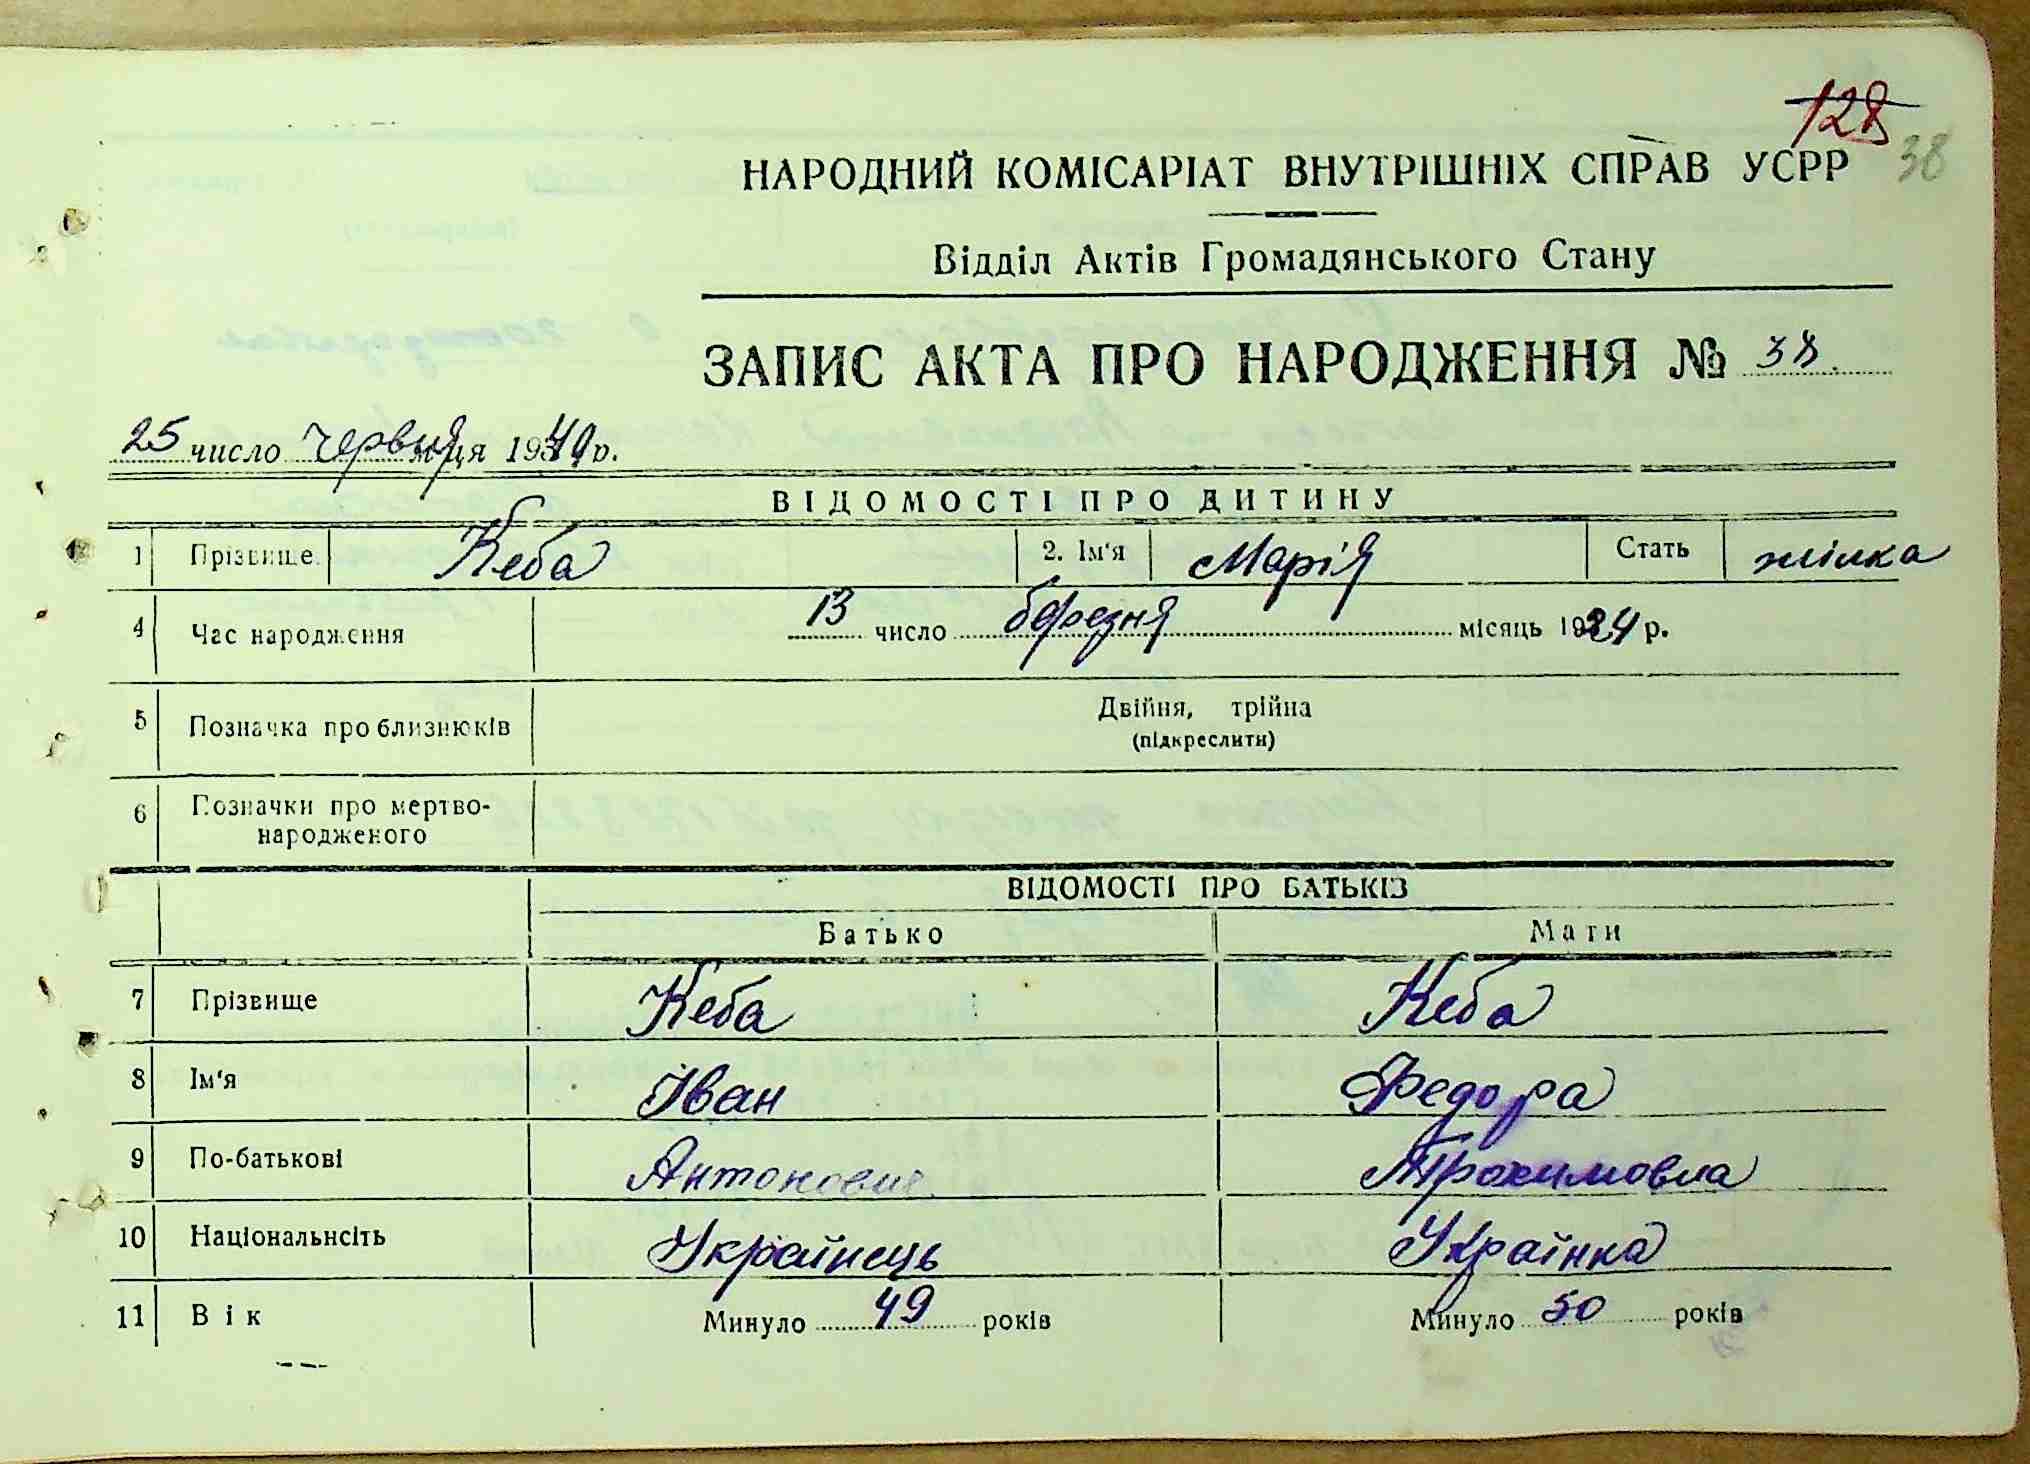 128
38
НАРОДНИЙ КОМІСАРІАТ ВНУТРІШНІХ СПРАВ УСРР
Відділ Актів Громадянського Стану
ЗАПИС АКТА ПРО НАРОДЖЕННЯ № 38.
25 число червня м-ця 1940 р.
ВІДОМОСТІ ПРО ДИТИНУ
1 Прізвище Кеба 2. Ім'я Марія Стать жінка
4 Час народження 13 число березня місяць 1924 р.
5 Позначка про близнюків Двійня, трійна
(підкреслити)
6 Позначки про мертво-
народженого
ВІДОМОСТІ ПРО БАТЬКІВ
Батько Мати
7 Прізвище Кеба Кеба
8 Ім'я Іван Федора
9 По-батькові Антонович Трохимовна
10 Національнсіть Українець Українка
11 Вік Минуло 49 років Минуло 50 років